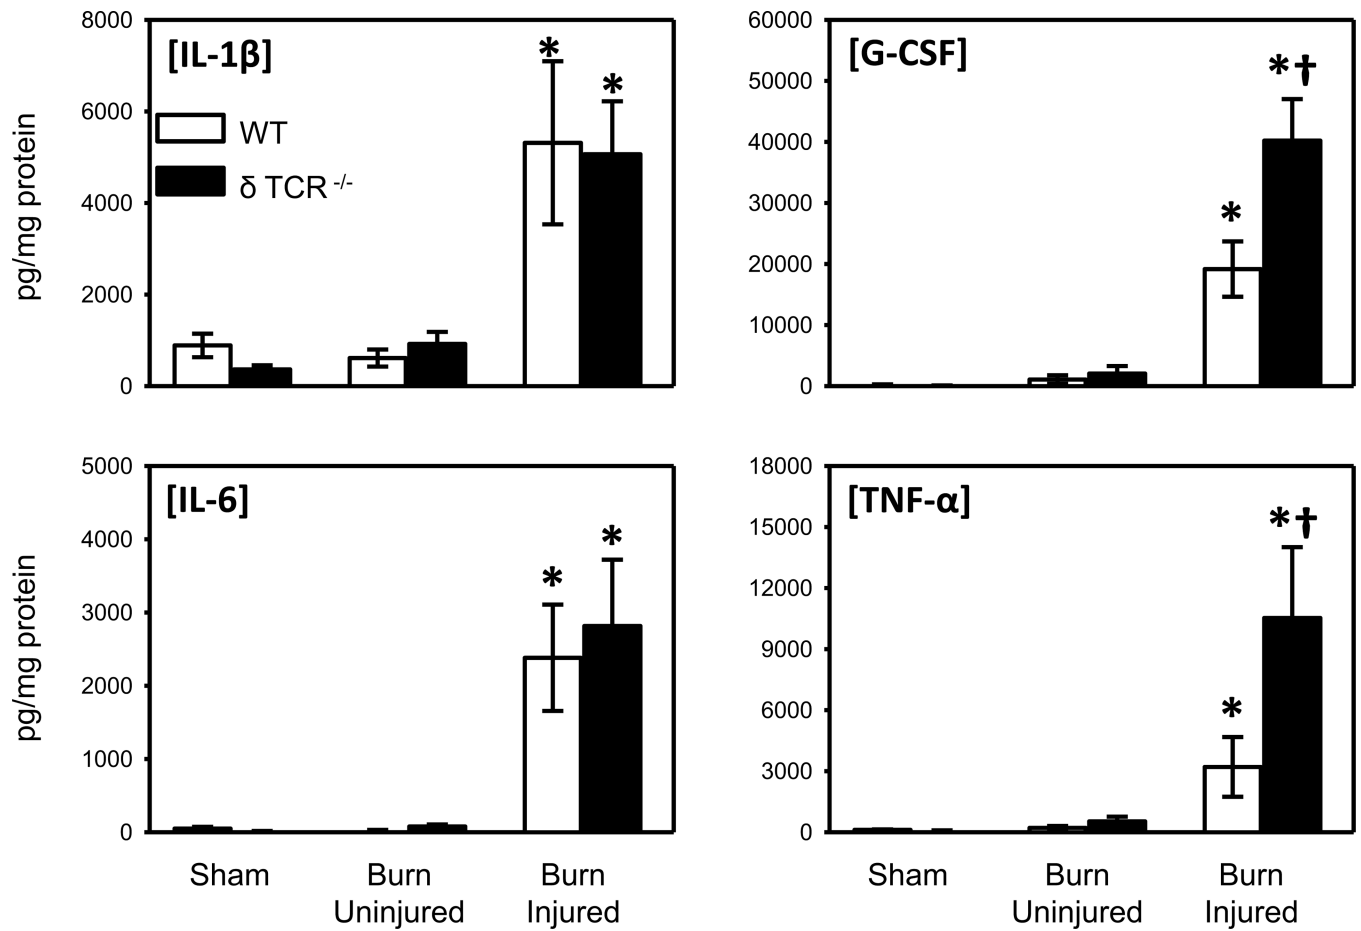 [IL-1β]
pg/mg protein
8000
6000
4000
2000
0
WT
δ TCR -/-
*
*
[G-CSF]
60000
50000
40000
30000
20000
10000
0
*
*†
[IL-6]
pg/mg protein
5000
4000
3000
2000
1000
0
*
*
Sham
Burn
Uninjured
Burn
Injured
[TNF-α]
18000
15000
12000
9000
6000
3000
0
*
*†
Sham
Burn
Uninjured
Burn
Injured